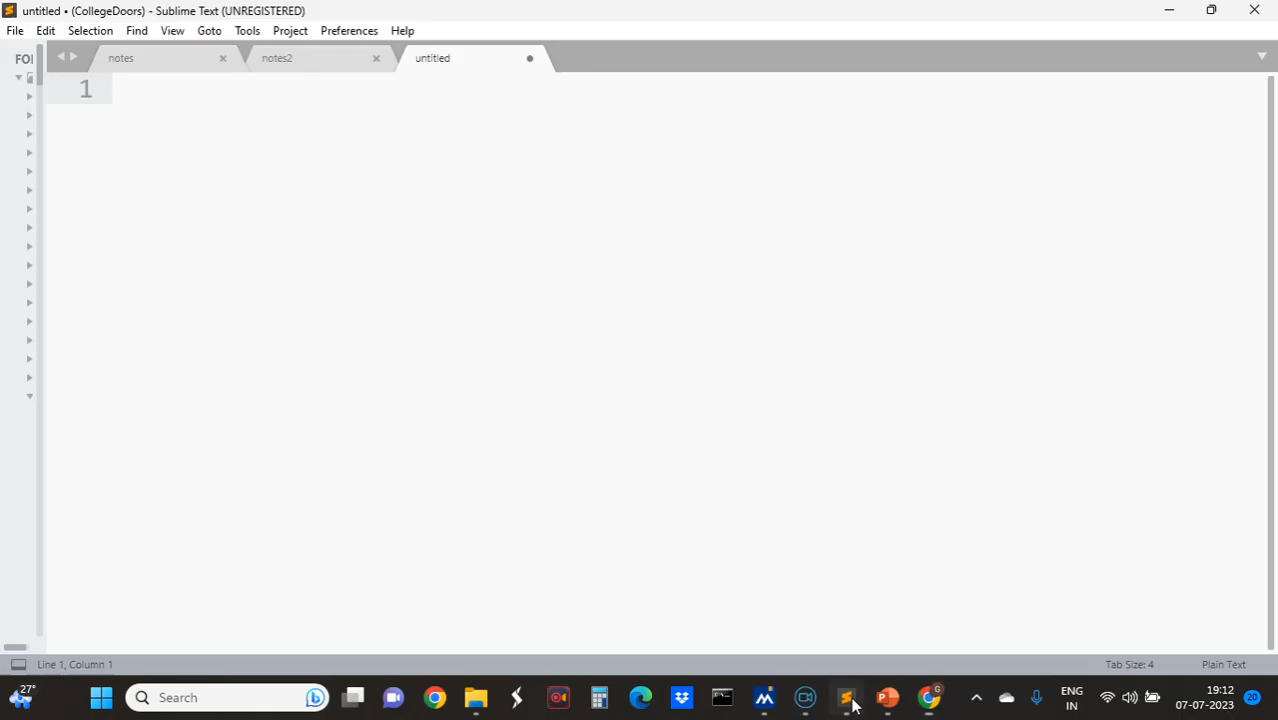 untitled • (CollegeDoors) - Sublime Text (UNREGISTERED)
File Edit Selection Find View Goto Tools Project Preferences Help
FOI
notes
notes2
untitled
1
Line 1, Column 1
Tab Size: 4
Plain Text
27°
Search
G
ENG
IN
19:12
07-07-2023
20